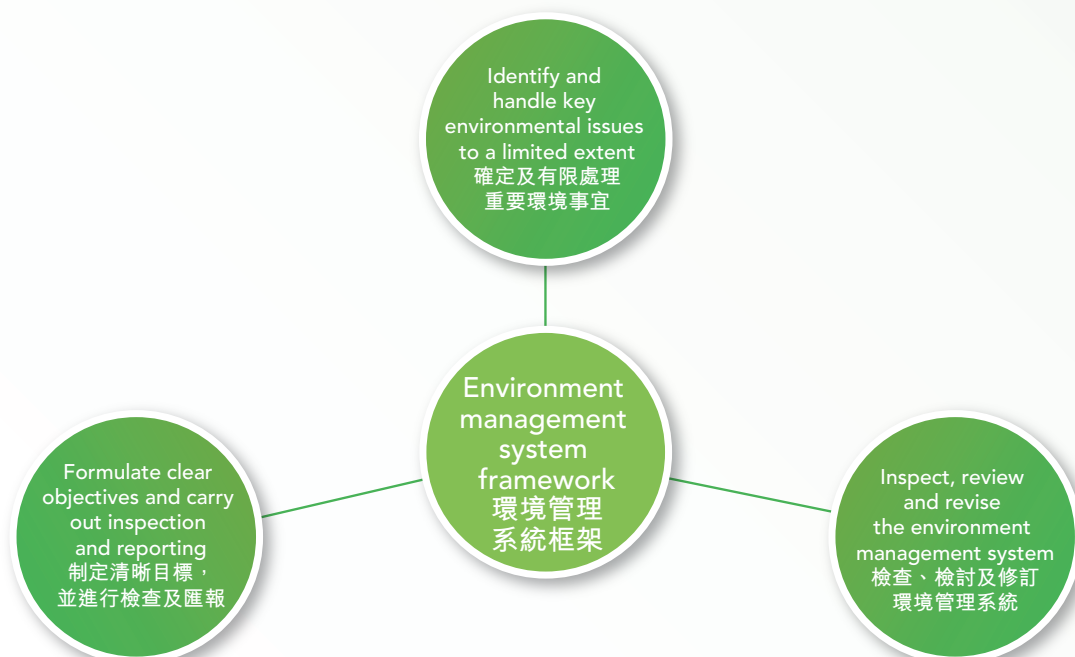 Identify and
handle key
environmental issues
to a limited extent
確定及有限處理
重要環境事宜
Environment
management
system
framework
環境管理
系統框架
Formulate clear
objectives and carry
out inspection
and reporting
制定清晰目標，
並進行檢查及匯報
Inspect, review
and revise
the environment
management system
檢查、檢討及修訂
環境管理系統